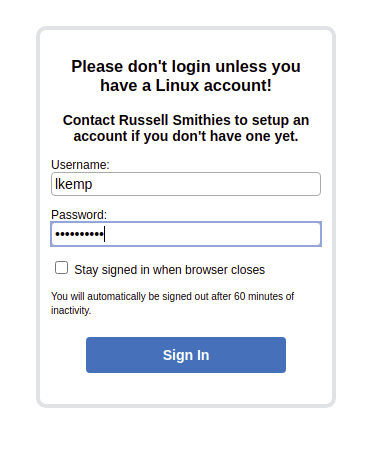 Please don't login unless you
have a Linux account!
Contact Russell Smithies to setup an
account if you don't have one yet.
Username:
lkemp
Password:
••••••••••
Stay signed in when browser closes
You will automatically be signed out after 60 minutes of
inactivity.
Sign In